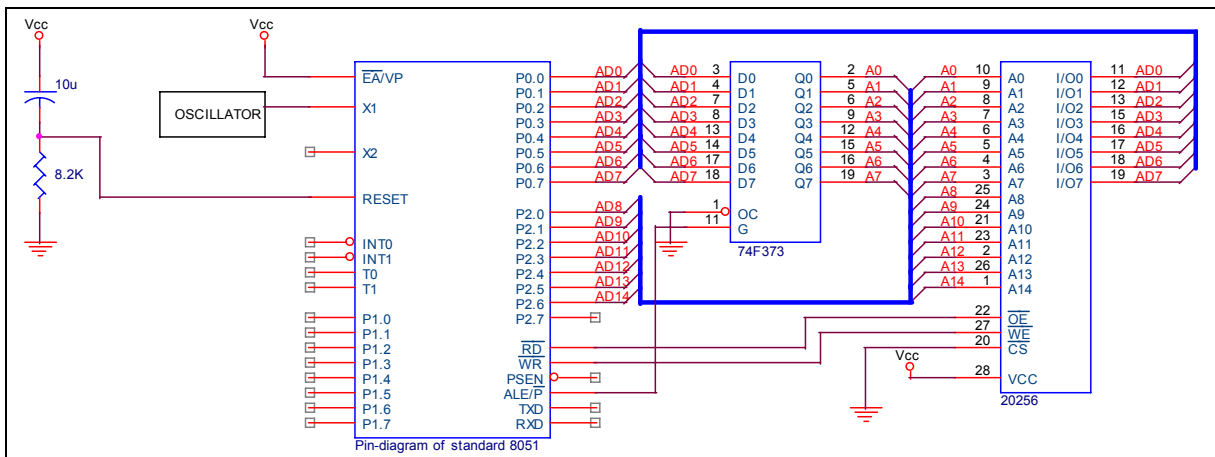 Vcc
10u
8.2K
Vcc
OSCILLATOR
EA/VP
X1
X2
RESET
INT0
INT1
T0
T1
P1.0
P1.1
P1.2
P1.3
P1.4
P1.5
P1.6
P1.7
P0.0
P0.1
P0.2
P0.3
P0.4
P0.5
P0.6
P0.7
P2.0
P2.1
P2.2
P2.3
P2.4
P2.5
P2.6
P2.7
RD
WR
PSEN
ALE/P
TXD
RXD
Pin-diagram of standard 8051
AD0
AD1
AD2
AD3
AD4
AD5
AD6
AD7
AD8
AD9
AD10
AD11
AD12
AD13
AD14
AD0 3 D0
AD1 4 D1
AD2 7 D2
AD3 8 D3
AD4 13 D4
AD5 14 D5
AD6 17 D6
AD7 18 D7
1 OC
11 G
Q0 2 A0
Q1 5 A1
Q2 6 A2
Q3 9 A3
Q4 12 A4
Q5 15 A5
Q6 16 A6
Q7 19 A7
74F373
A0 10 A0
A1 9 A1
A2 8 A2
A3 7 A3
A4 6 A4
A5 5 A5
A6 4 A6
A7 3 A7
A8 25 A8
A9 24 A9
A10 21 A10
A11 23 A11
A12 2 A12
A13 26 A13
A14 1 A14
22 OE
27 WE
20 CS
Vcc
28 VCC
I/O0 11 AD0
I/O1 12 AD1
I/O2 13 AD2
I/O3 15 AD3
I/O4 16 AD4
I/O5 17 AD5
I/O6 18 AD6
I/O7 19 AD7
20256